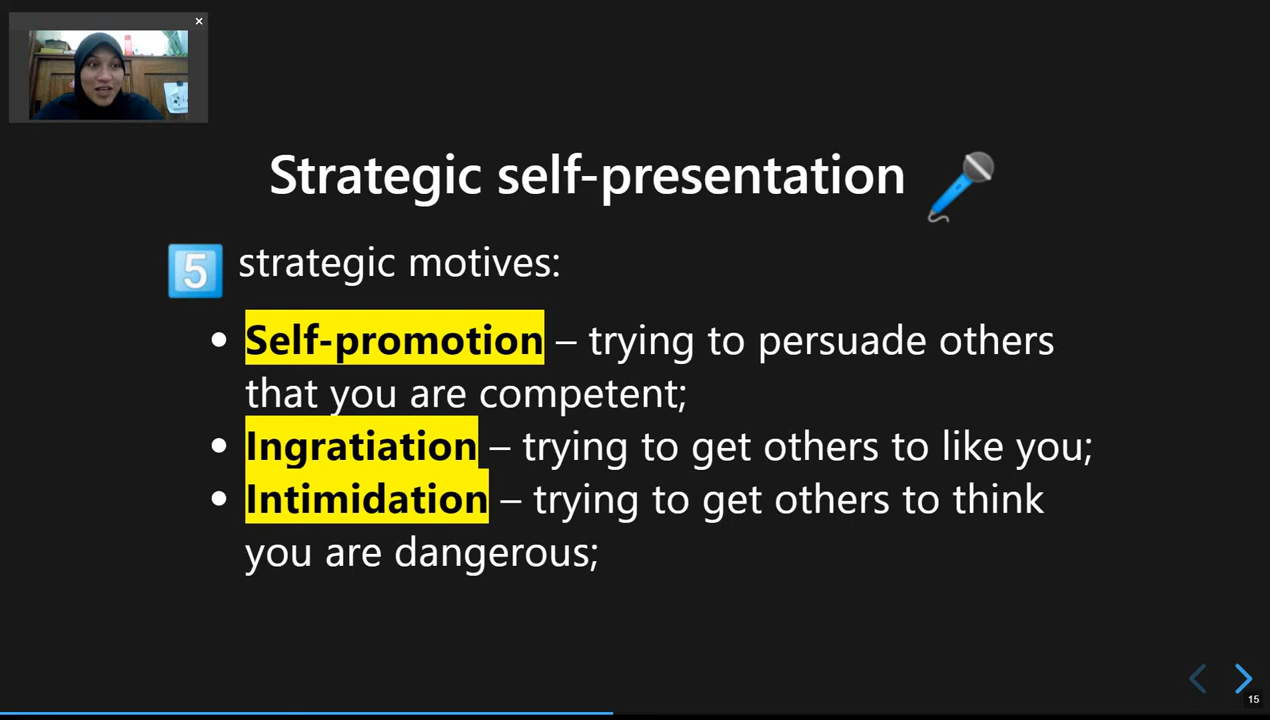 Strategic self-presentation
5 strategic motives:
• Self-promotion – trying to persuade others
that you are competent;
• Ingratiation – trying to get others to like you;
• Intimidation – trying to get others to think
you are dangerous;
15